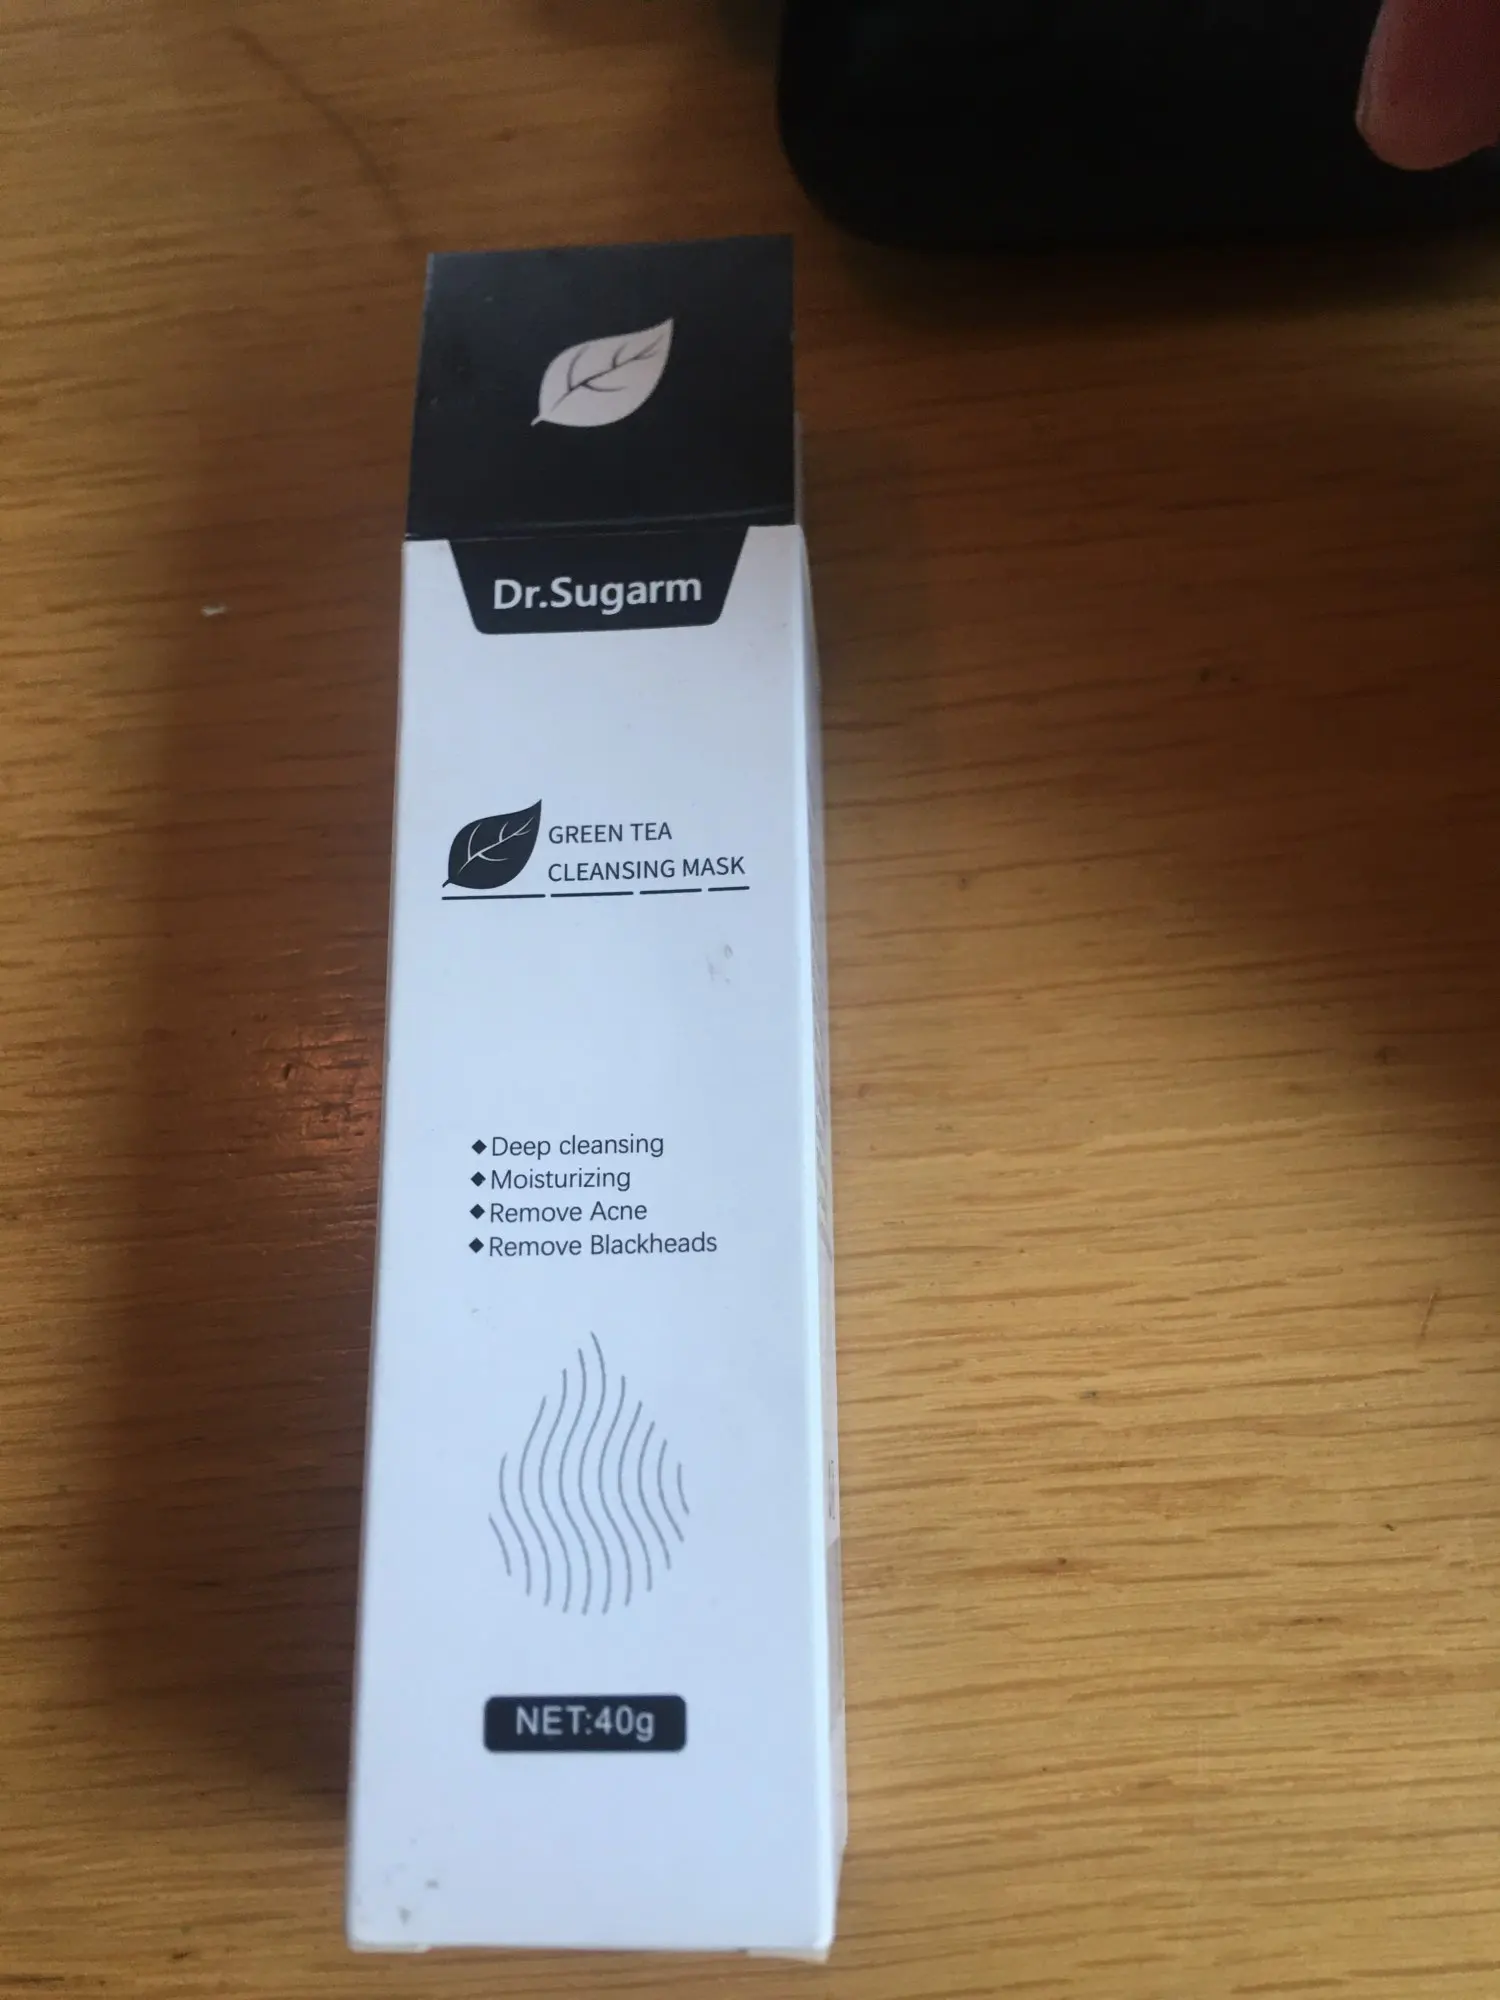 Dr.Sugarm
GREEN TEA
CLEANSING MASK
◆Deep cleansing
◆Moisturizing
◆Remove Acne
◆Remove Blackheads
NET:40g